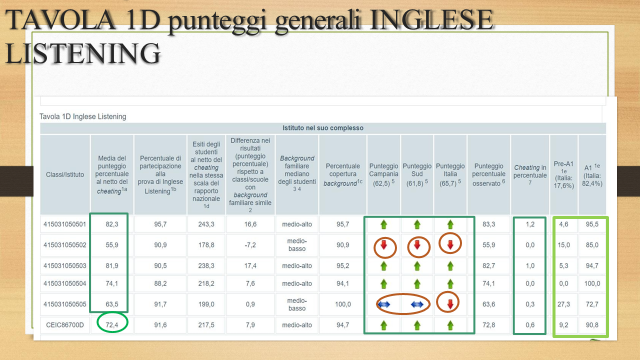 TAVOLA 1D punteggi generali INGLESE
LISTENING
Tavola 1D Inglese Listening
Istituto nel suo complesso
Classi/Istituto
Media del
punteggio
percentuale
al netto del
cheating 1a
Percentuale di
partecipazione
alla
prova di Inglese
Listening 1b
Esiti degli
studenti
al netto del
cheating
nella stessa
scala del
rapporto
nazionale
1d
Differenza nei
risultati
(punteggio
percentuale)
rispetto a
classi/scuole
con
background
familiare simile
2
Background
familiare
mediano
degli studenti
3 4
Percentuale
copertura
background 1c
Punteggio
Campania
(62,5) 5
Punteggio
Sud
(61,8) 5
Punteggio
Italia
(65,7) 5
Punteggio
percentuale
osservato 6
Cheating in
percentuale
7
Pre-A1
1e
(Italia:
17,6%)
A1 1e
(Italia:
82,4%)
415031050501 82,3 95,7 243,3 16,6 medio-alto 95,7 83,3 1,2 4,6 95,5
415031050502 55,9 90,9 178,8 -7,2 medio-basso 90,9 55,9 0,0 15,0 85,0
415031050503 81,9 90,5 238,3 17,4 medio-alto 95,2 82,7 1,0 5,3 94,7
415031050504 74,1 88,2 218,2 7,6 medio-alto 94,1 74,1 0,0 0,0 100,0
415031050505 63,5 91,7 199,0 0,9 medio-basso 100,0 63,6 0,3 27,3 72,7
CEIC86700D 72,4 91,6 217,5 7,9 medio-alto 94,7 72,8 0,6 9,2 90,8